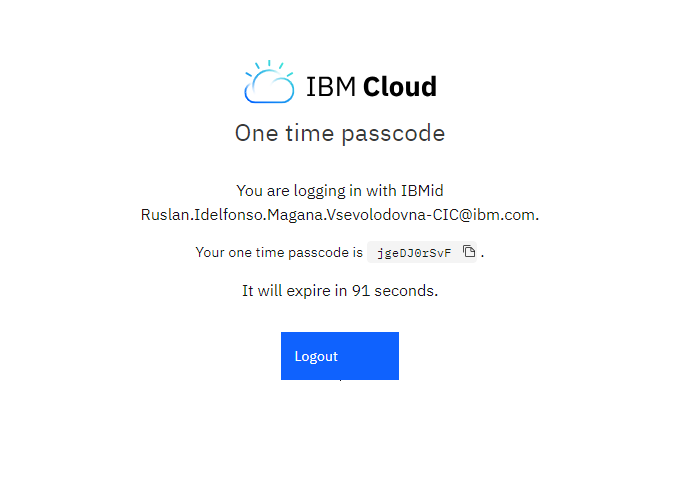 IBM Cloud
One time passcode
You are logging in with IBMid
Ruslan.Idelfonso.Magana.Vsevolodovna-CIC@ibm.com.
Your one time passcode is jgeDJ0rSvF .
It will expire in 91 seconds.
Logout